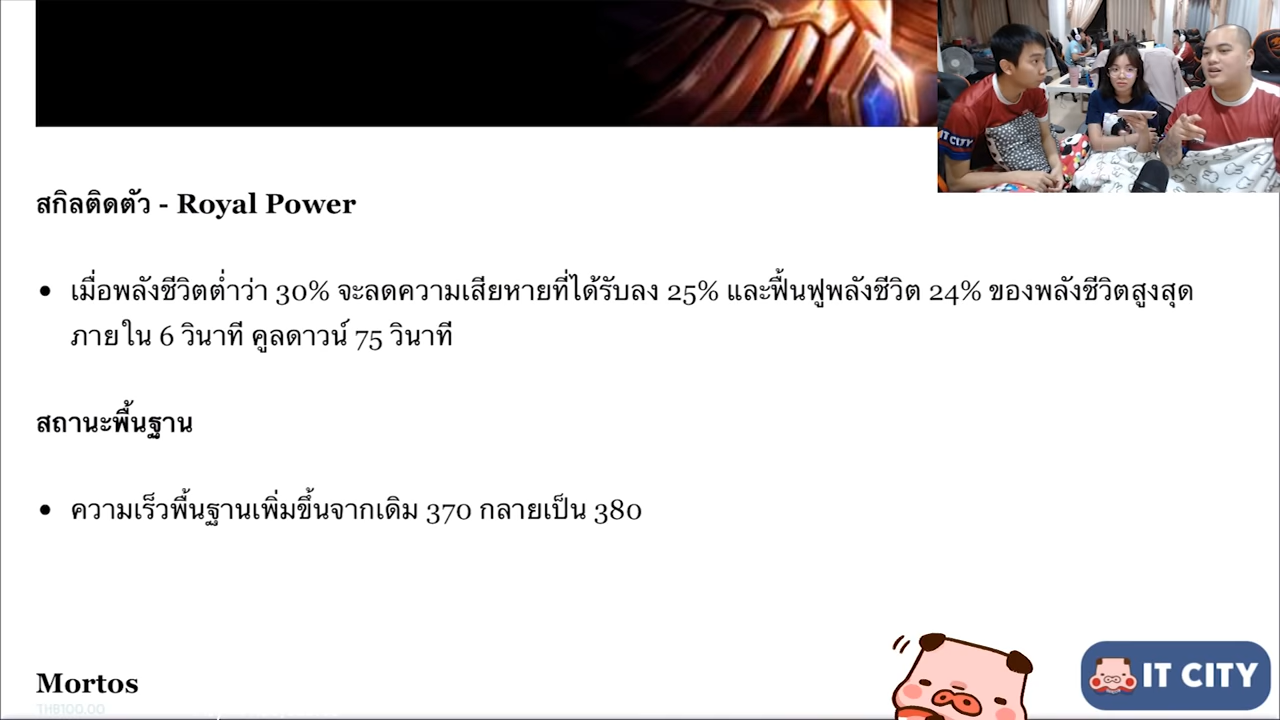 IT CITY
สกิลติดตัว - Royal Power
• เมื่อพลังชีวิตต่ำว่า 30% จะลดความเสียหายที่ได้รับลง 25% และฟื้นฟูพลังชีวิต 24% ของพลังชีวิตสูงสุด
ภายใน 6 วินาที คูลดาวน์ 75 วินาที
สถานะพื้นฐาน
• ความเร็วพื้นฐานเพิ่มขึ้นจากเดิม 370 กลายเป็น 380
Mortos
THB100.00
IT CITY